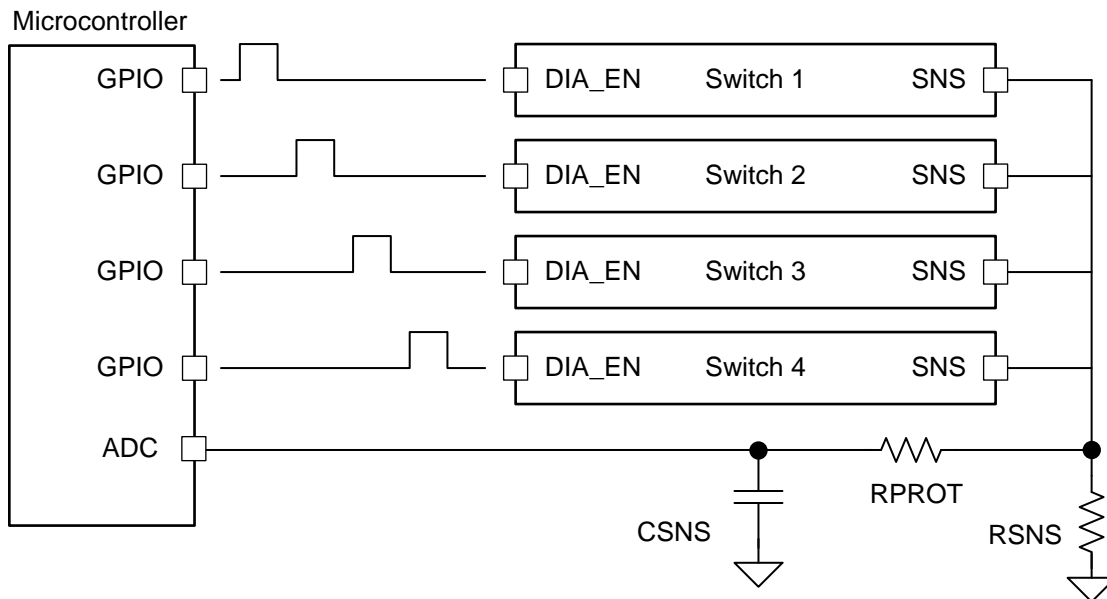 Microcontroller
GPIO DIA_EN Switch 1 SNS
GPIO DIA_EN Switch 2 SNS
GPIO DIA_EN Switch 3 SNS
GPIO DIA_EN Switch 4 SNS
ADC
RPROT
CSNS RSNS